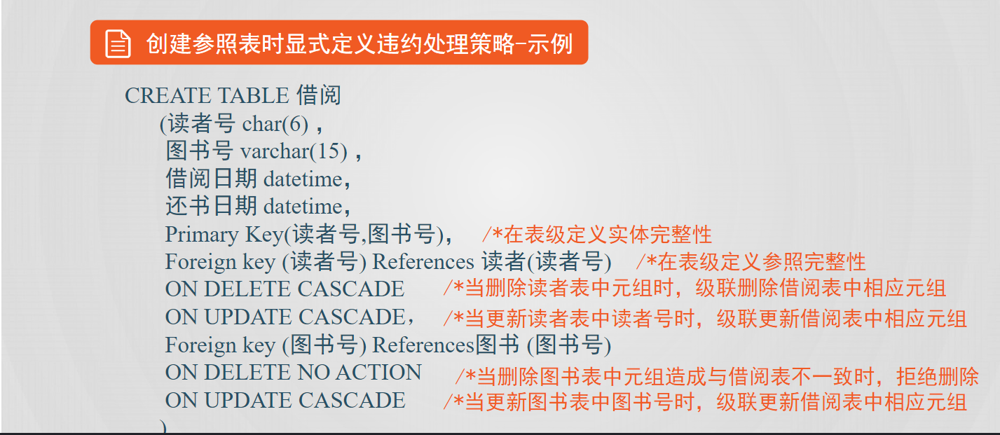 创建参照表时显式定义违约处理策略-示例
CREATE TABLE 借阅
(读者号 char(6) ，
图书号 varchar(15) ，
借阅日期 datetime，
还书日期 datetime，
Primary Key(读者号,图书号)， /*在表级定义实体完整性
Foreign key (读者号) References 读者(读者号) /*在表级定义参照完整性
ON DELETE CASCADE /*当删除读者表中元组时，级联删除借阅表中相应元组
ON UPDATE CASCADE， /*当更新读者表中读者号时，级联更新借阅表中相应元组
Foreign key (图书号) References图书 (图书号)
ON DELETE NO ACTION /*当删除图书表中元组造成与借阅表不一致时，拒绝删除
ON UPDATE CASCADE /*当更新图书表中图书号时，级联更新借阅表中相应元组
)